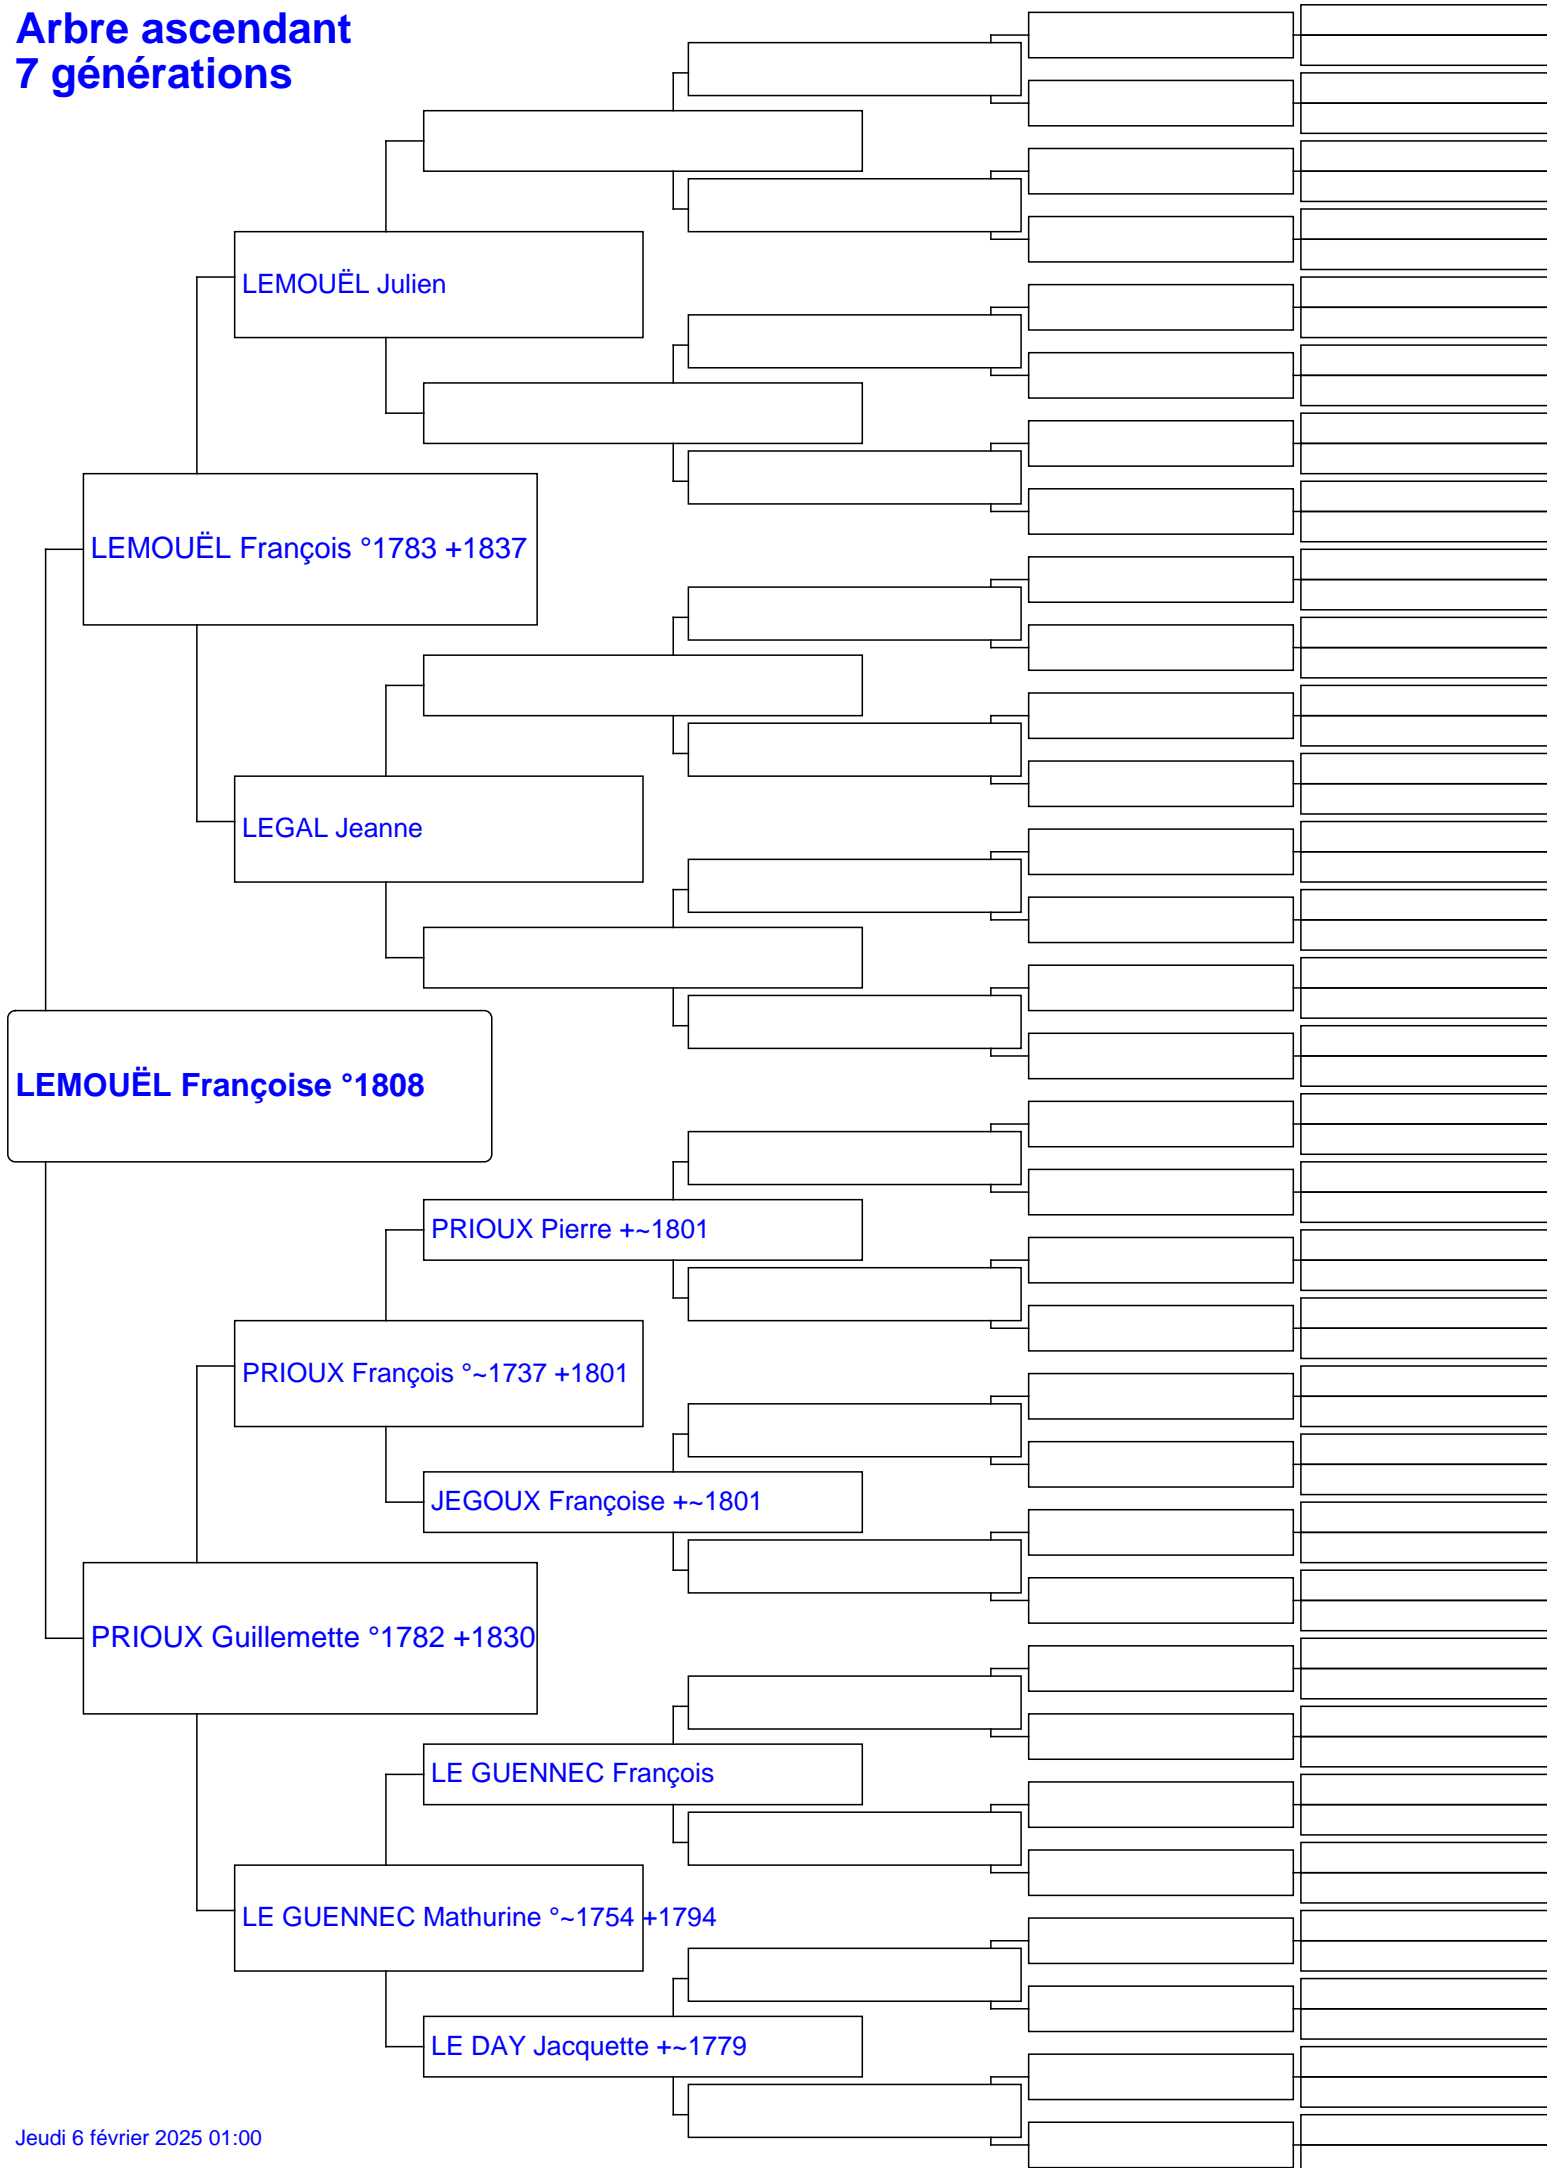 Arbre ascendant
7 générations
LEMOUËL Julien
LEMOUËL François °1783 +1837
LEGAL Jeanne
LEMOUËL Françoise °1808
PRIOUX Pierre +~1801
PRIOUX François °~1737 +1801
JEGOUX Françoise +~1801
PRIOUX Guillemette °1782 +1830
LE GUENNEC François
LE GUENNEC Mathurine °~1754 +1794
LE DAY Jacquette +~1779
Jeudi 6 février 2025 01:00